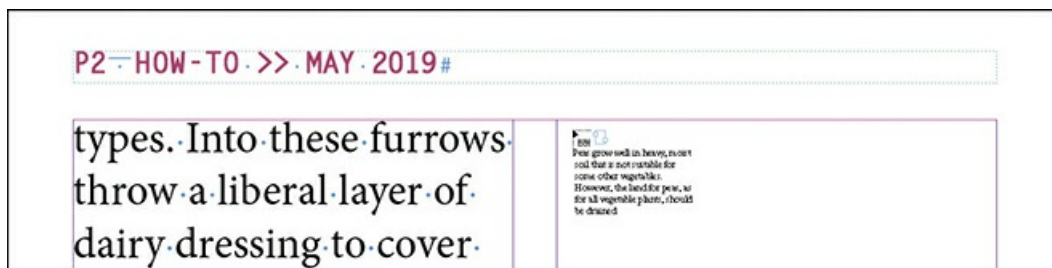 P2 HOW-TO >> MAY 2019
types. Into these furrows
throw a liberal layer of
dairy dressing to cover
Peas grow well in heavy, moist
soil that is not suitable for
some other vegetables.
However, the land for peas, as
for all vegetable plants, should
be drained